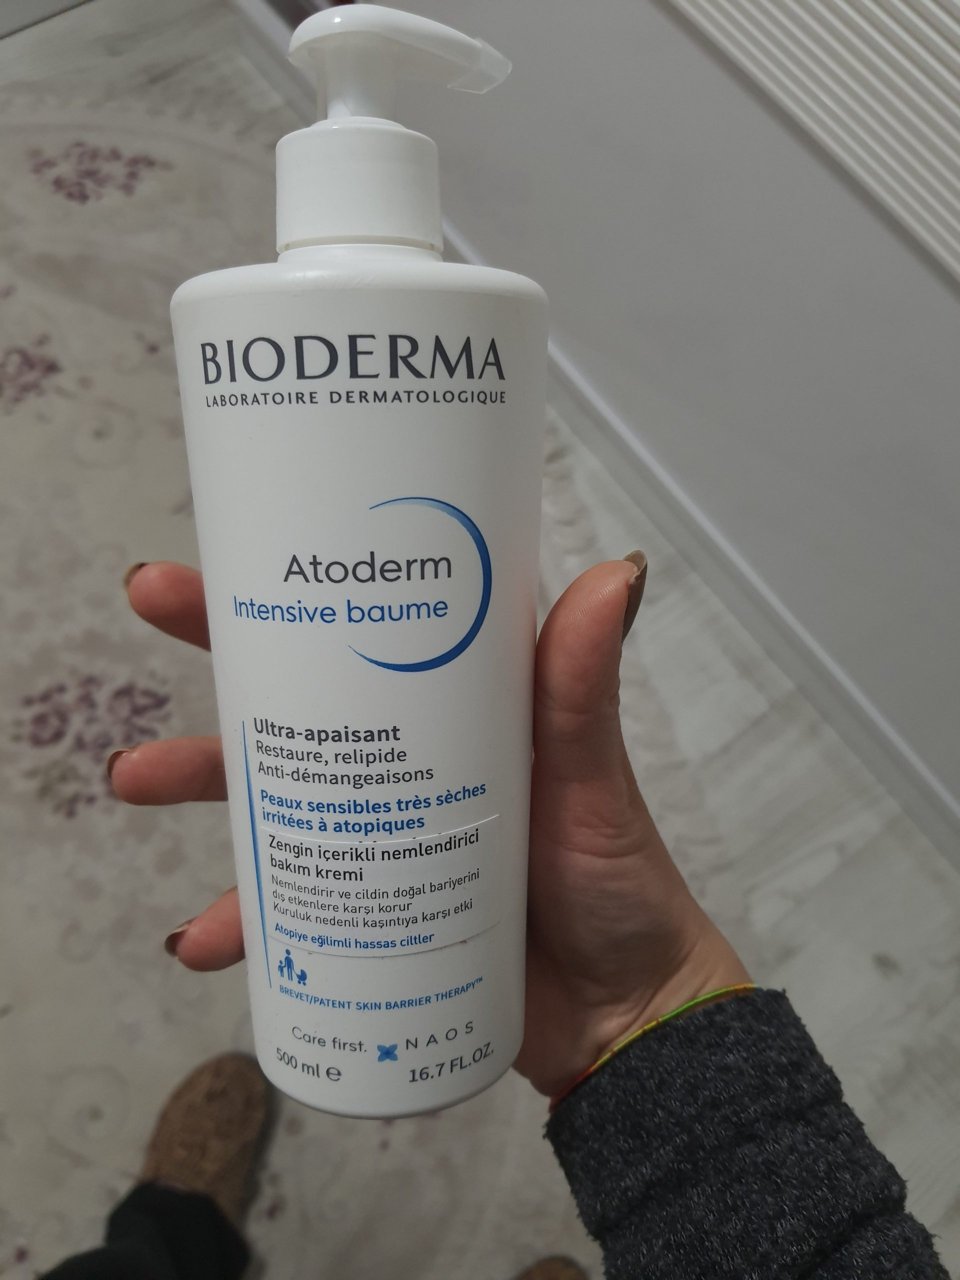 BIODERMA
LABORATOIRE DERMATOLOGIQUE
Atoderm
Intensive baume
Ultra-apaisant
Restaure, relipide
Anti-démangeaisons
Peaux sensibles très sèches
irritées à atopiques
Zengin içerikli nemlendirici
bakım kremi
Nemlendirir ve cildin doğal bariyerini
dış etkenlere karşı korur
Kuruluk nedenli kaşıntıya karşı etki
Atopiye eğilimli hassas ciltler
BREVET/PATENT SKIN BARRIER THERAPY™
Care first. NAOS
500 ml ℮ 16.7 FL.OZ.